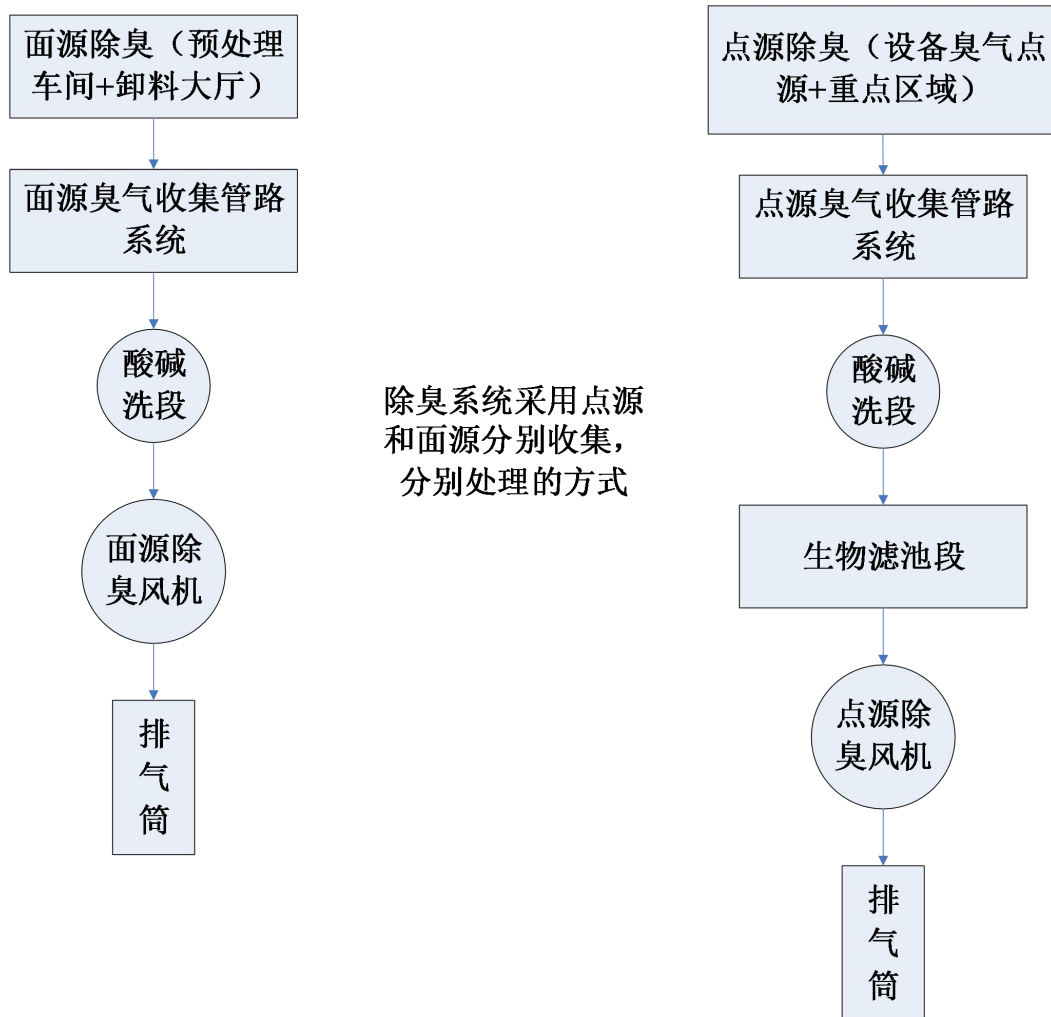 面源除臭（预处理
车间+卸料大厅）
面源臭气收集管路
系统
酸碱
洗段
面源除
臭风机
排
气
筒
除臭系统采用点源
和面源分别收集，
分别处理的方式
点源除臭（设备臭气点
源+重点区域）
点源臭气收集管路
系统
酸碱
洗段
生物滤池段
点源除
臭风机
排
气
筒